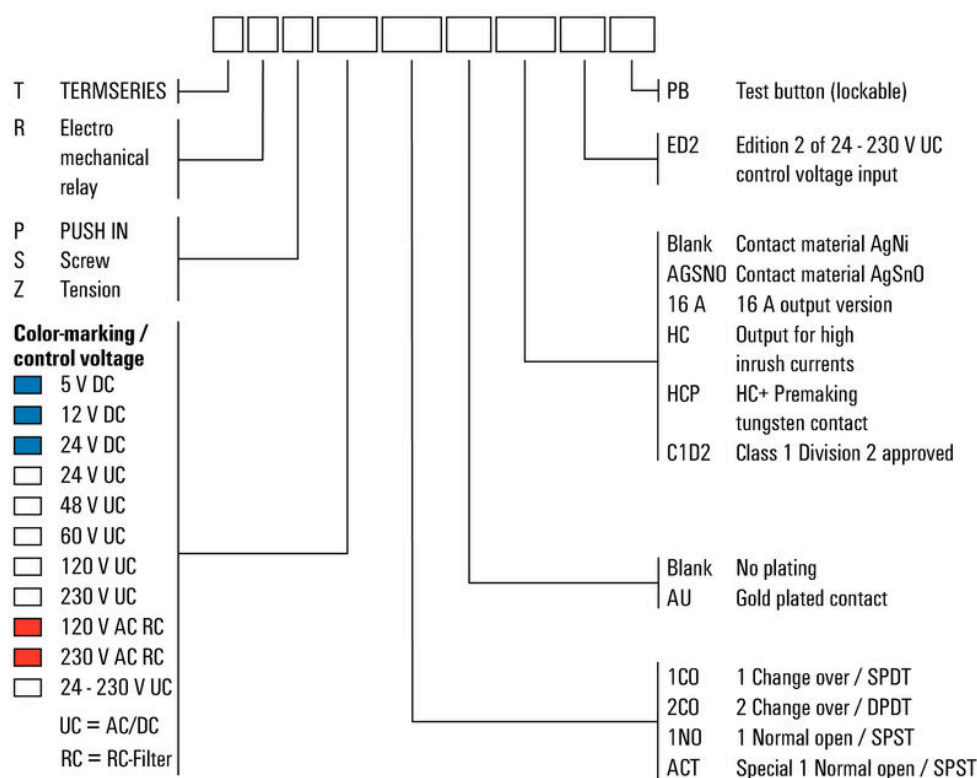 T TERMSERIES
R Electro
mechanical
relay
P PUSH IN
S Screw
Z Tension
Color-marking /
control voltage
5 V DC
12 V DC
24 V DC
24 V UC
48 V UC
60 V UC
120 V UC
230 V UC
120 V AC RC
230 V AC RC
24 - 230 V UC
UC = AC/DC
RC = RC-Filter
PB Test button (lockable)
ED2 Edition 2 of 24 - 230 V UC
control voltage input
Blank Contact material AgNi
AGSNO Contact material AgSnO
16 A 16 A output version
HC Output for high
inrush currents
HCP HC+ Premaking
tungsten contact
C1D2 Class 1 Division 2 approved
Blank No plating
AU Gold plated contact
1CO 1 Change over / SPDT
2CO 2 Change over / DPDT
1NO 1 Normal open / SPST
ACT Special 1 Normal open / SPST